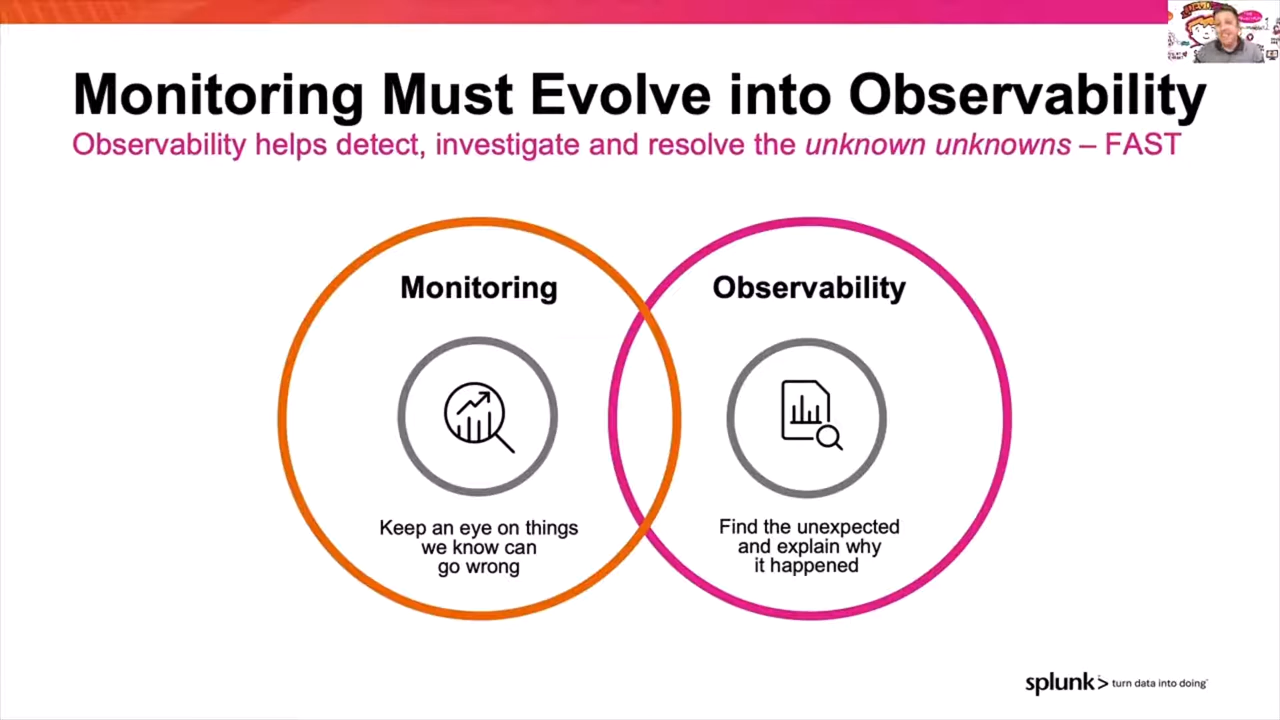 Monitoring Must Evolve into Observability
Observability helps detect, investigate and resolve the unknown unknowns – FAST
Monitoring
Keep an eye on things
we know can
go wrong
Observability
Find the unexpected
and explain why
it happened
splunk> turn data into doing